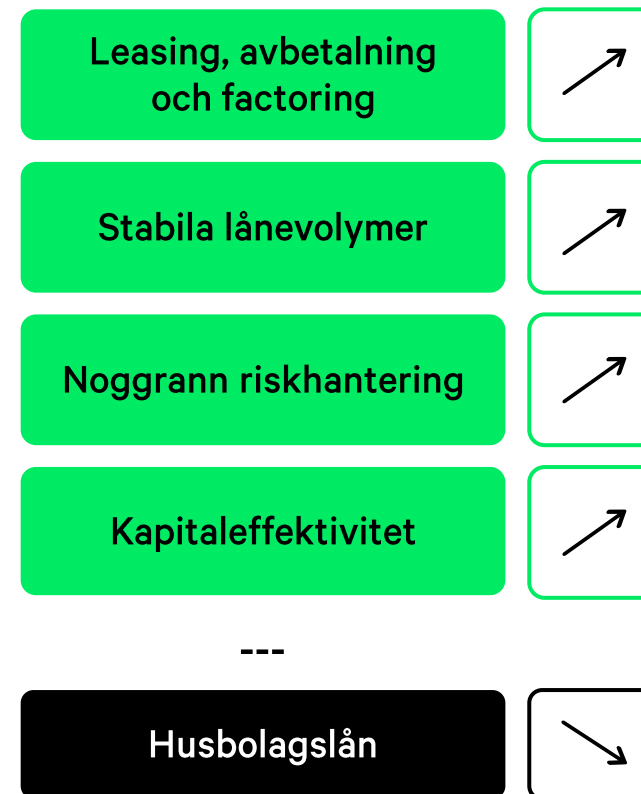 Leasing, avbetalning
och factoring
Stabila lånevolymer
Noggrann riskhantering
Kapitaleffektivitet
---
Husbolagslån